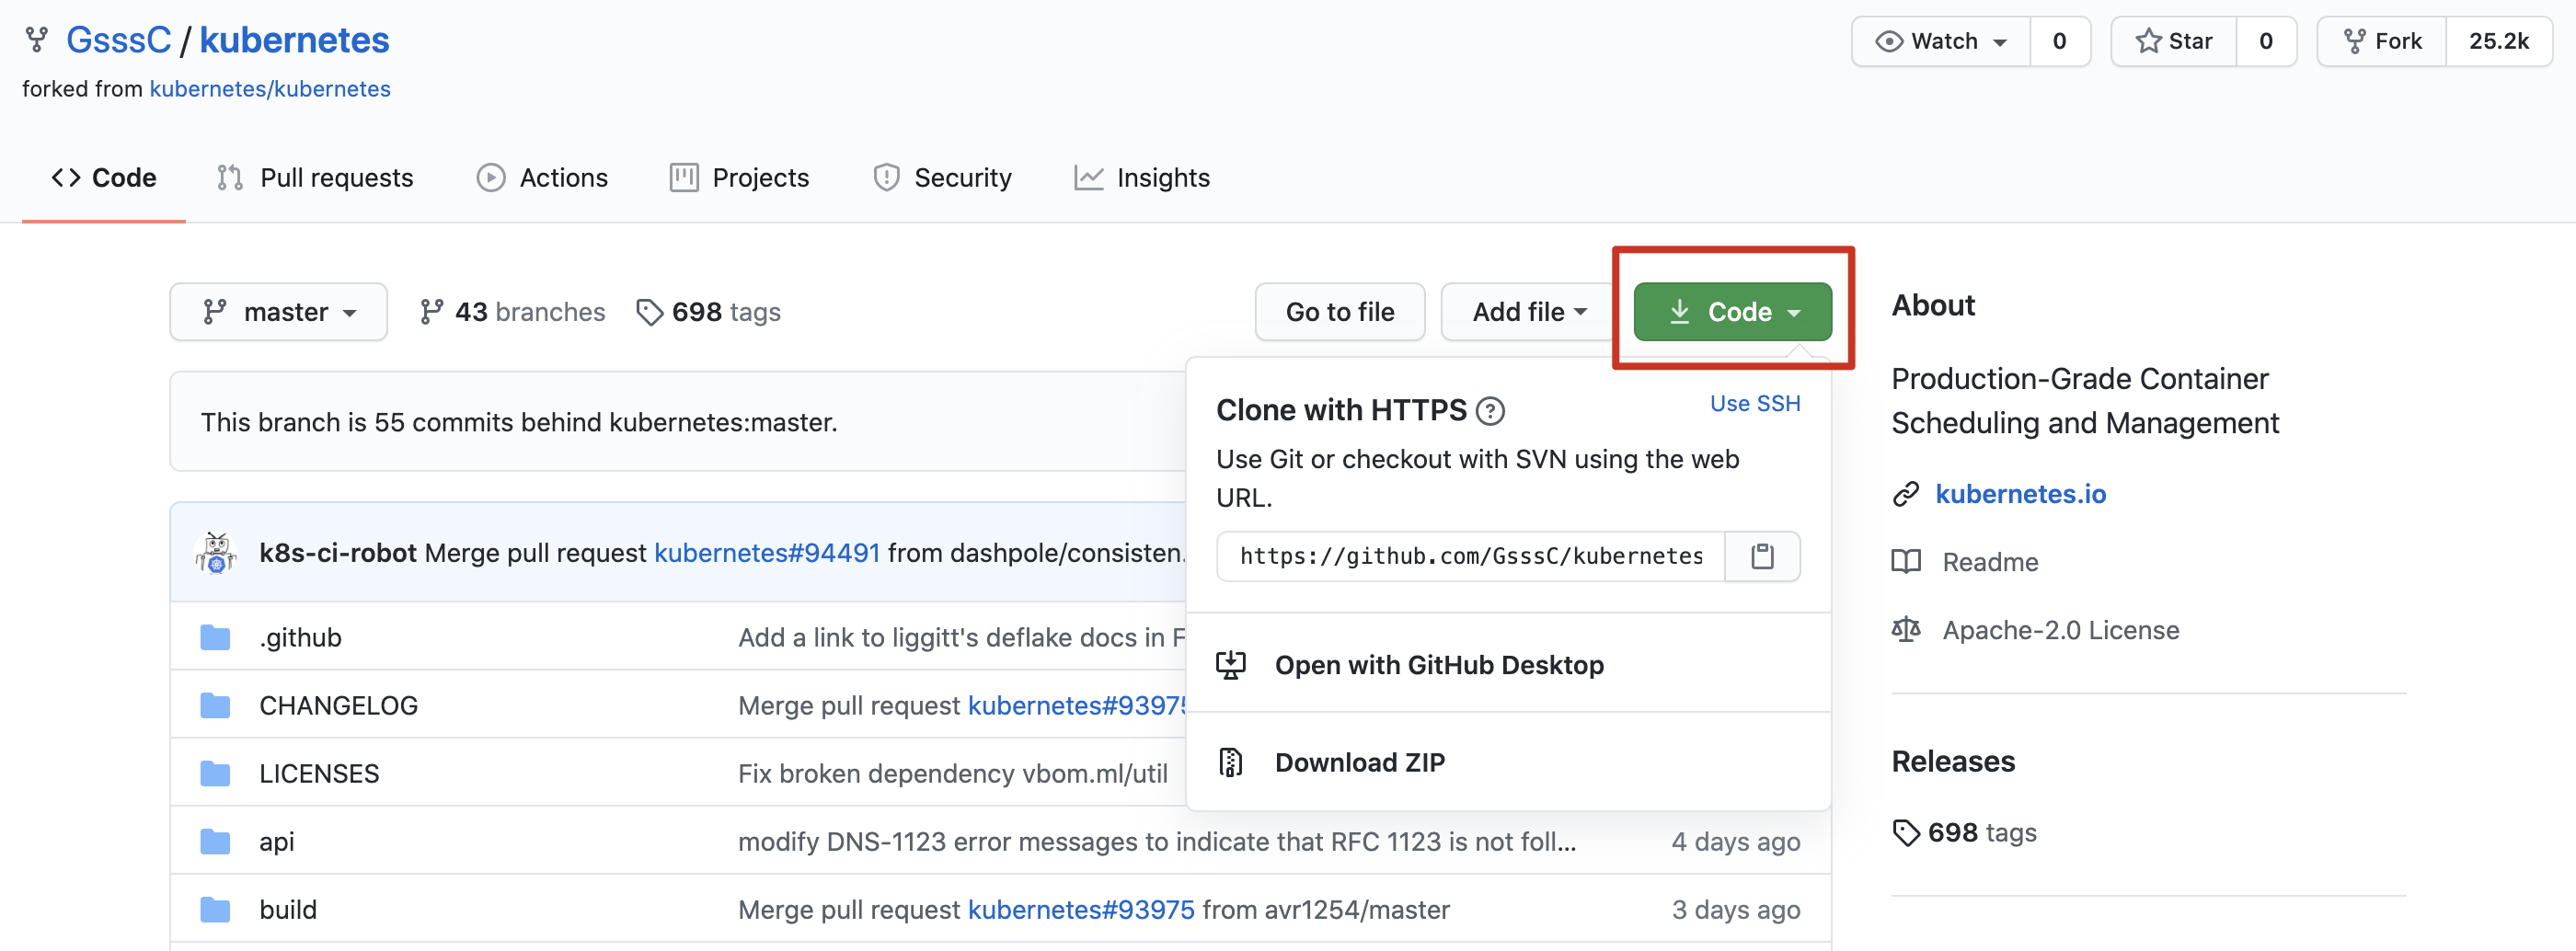 GsssC / kubernetes
Watch 0 Star 0 Fork 25.2k
forked from kubernetes/kubernetes
Code Pull requests Actions Projects Security Insights
master 43 branches 698 tags Go to file Add file Code
This branch is 55 commits behind kubernetes:master.
Clone with HTTPS ? Use SSH
Use Git or checkout with SVN using the web
URL.
https://github.com/GsssC/kubernetes
Open with GitHub Desktop
Download ZIP
k8s-ci-robot Merge pull request kubernetes#94491 from dashpole/consisten.
.github Add a link to liggitt's deflake docs in
CHANGELOG Merge pull request kubernetes#93975
LICENSES Fix broken dependency vbom.ml/util
api modify DNS-1123 error messages to indicate that RFC 1123 is not foll... 4 days ago
build Merge pull request kubernetes#93975 from avr1254/master 3 days ago
About
Production-Grade Container
Scheduling and Management
kubernetes.io
Readme
Apache-2.0 License
Releases
698 tags